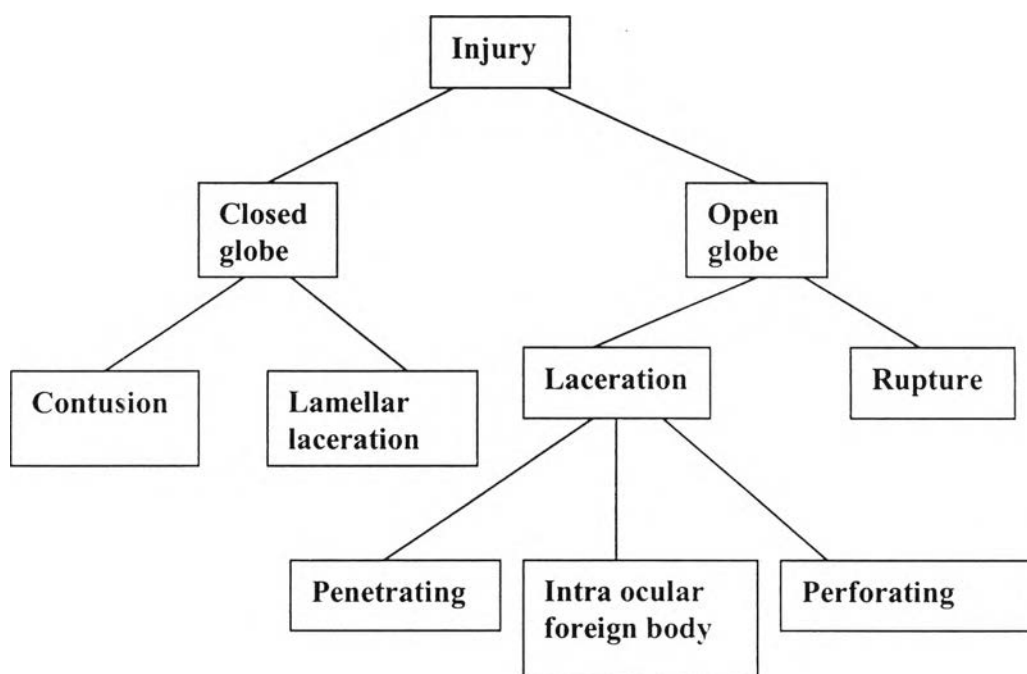 Injury
Closed
globe
Open
globe
Contusion
Lamellar
laceration
Laceration
Rupture
Penetrating
Intra ocular
foreign body
Perforating